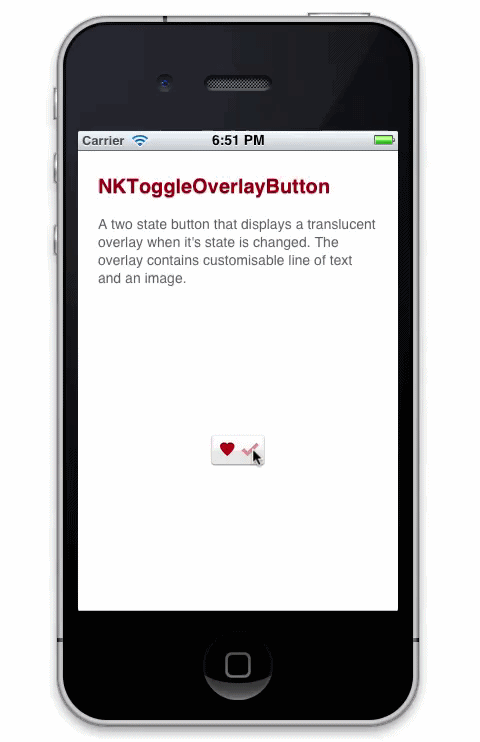 Carrier 6:51 PM
NKToggleOverlayButton
A two state button that displays a translucent
overlay when it's state is changed. The
overlay contains customisable line of text
and an image.